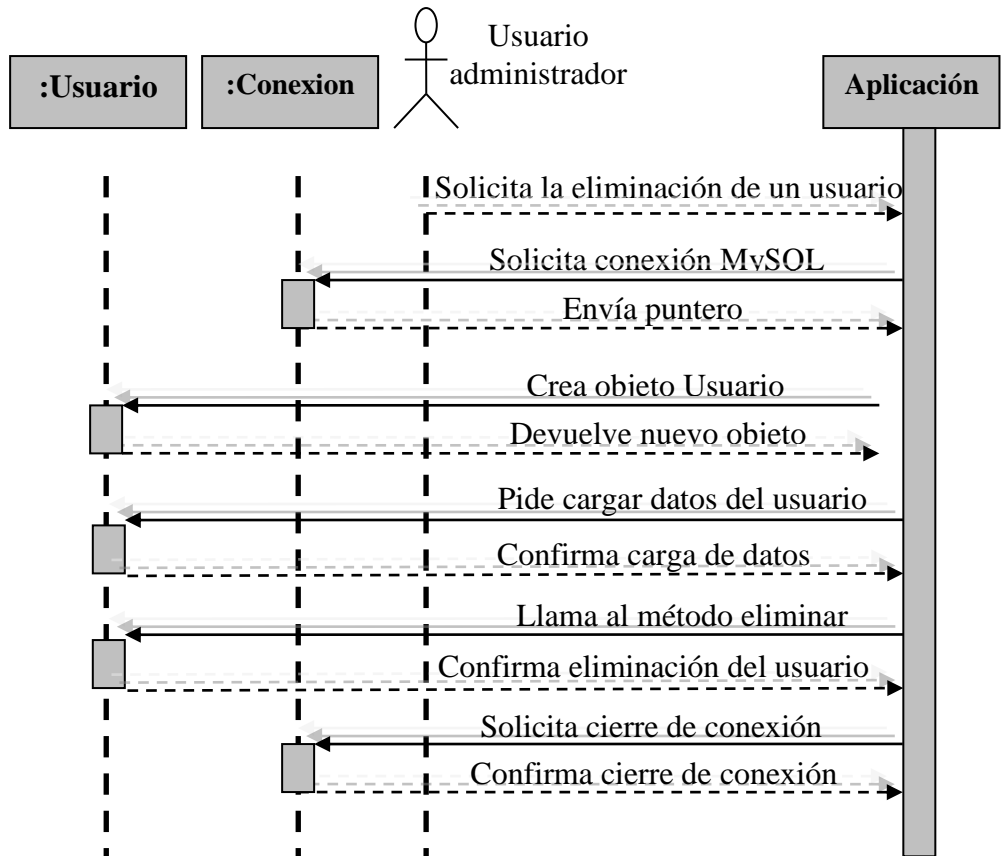 Usuario
administrador
:Usuario
:Conexion
Aplicación
Solicita la eliminación de un usuario
Solicita conexión MySQL
Envía puntero
Crea objeto Usuario
Devuelve nuevo objeto
Pide cargar datos del usuario
Confirma carga de datos
Llama al método eliminar
Confirma eliminación del usuario
Solicita cierre de conexión
Confirma cierre de conexión